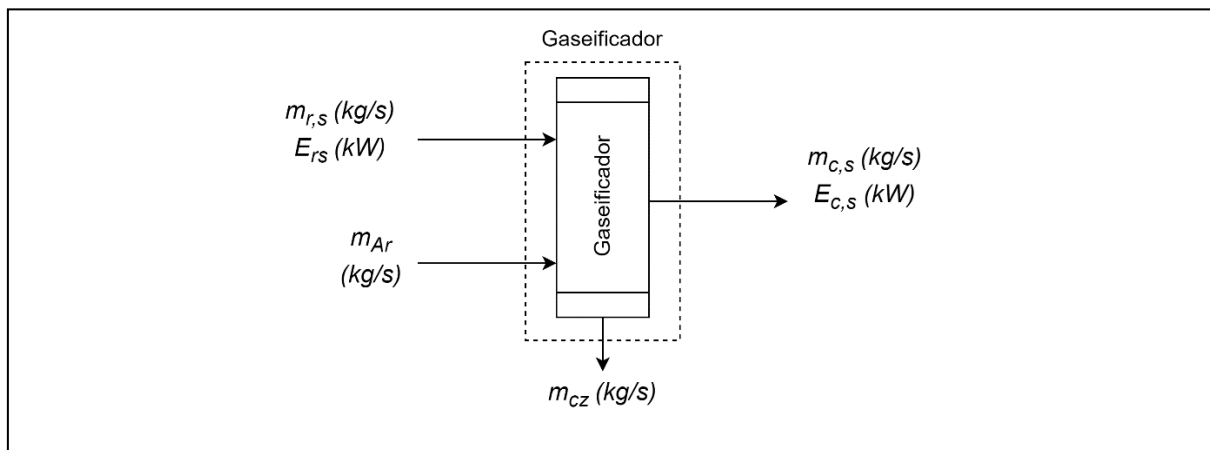 Gaseificador
m_{r,s} (kg/s)
E_{rs} (kW)
Gaseificador
m_{c,s} (kg/s)
E_{c,s} (kW)
m_{Ar}
(kg/s)
m_{cz} (kg/s)